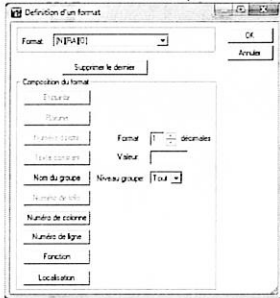 Définition d'un format
Format
OK
Annuler
Supprimer le dernier
Composition du format
Format 1 décimales
Valeur
Nom du groupe Niveau groupe Tout
Numéro de colonne
Numéro de ligne
Fonction
Localisation